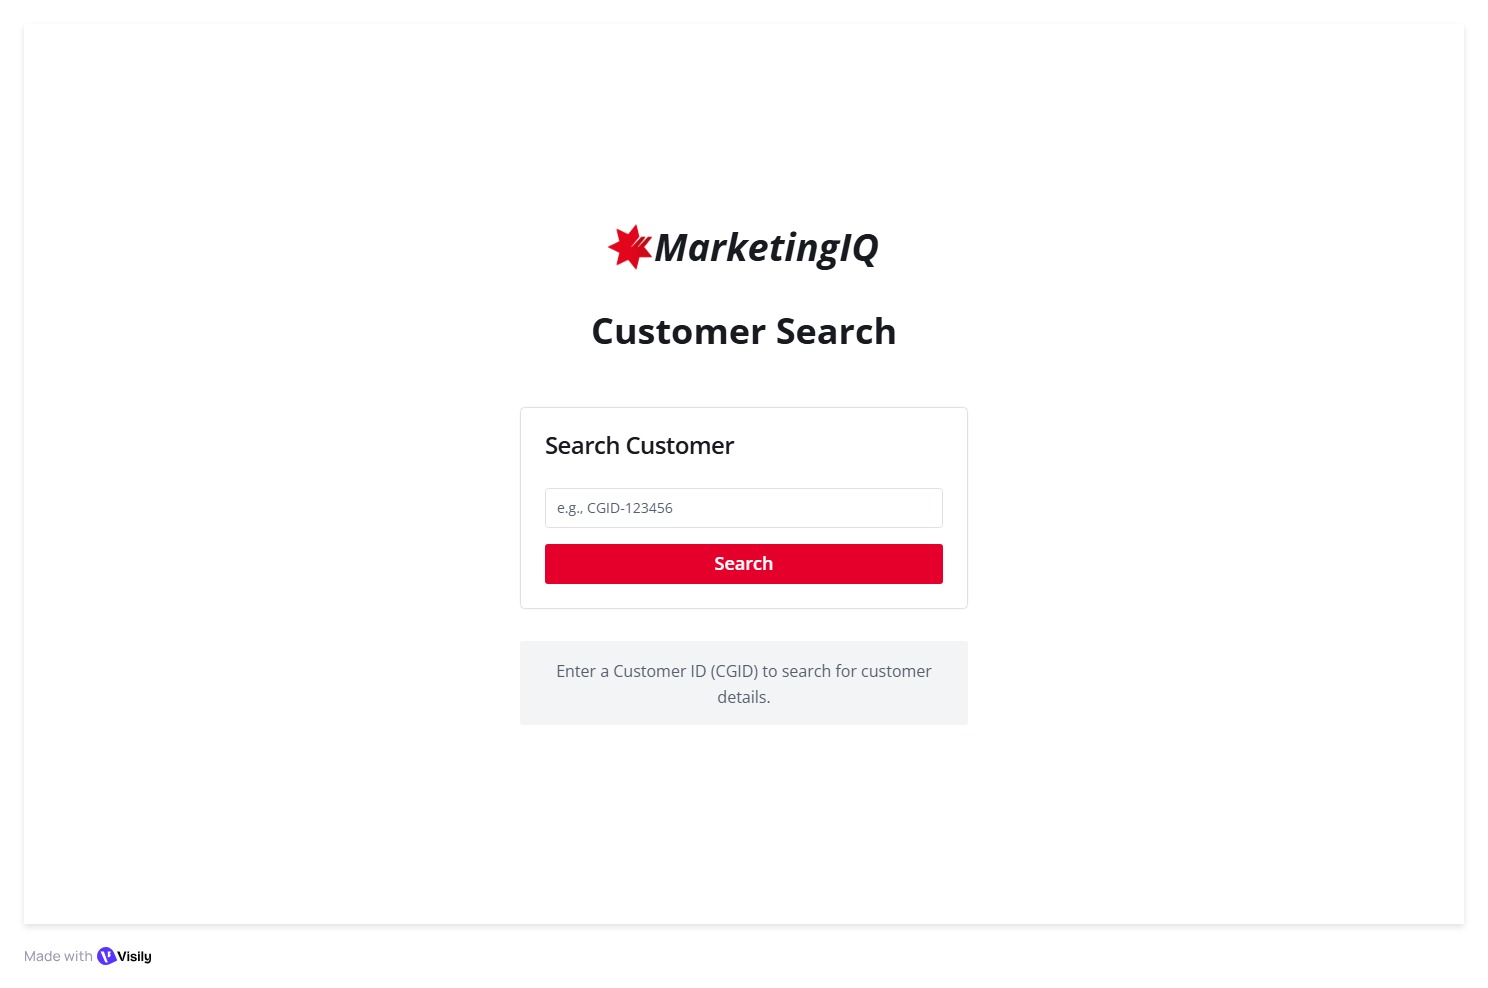 MarketingIQ
Customer Search
Search Customer
e.g., CGID-123456
Search
Enter a Customer ID (CGID) to search for customer
details.
Made with Visily